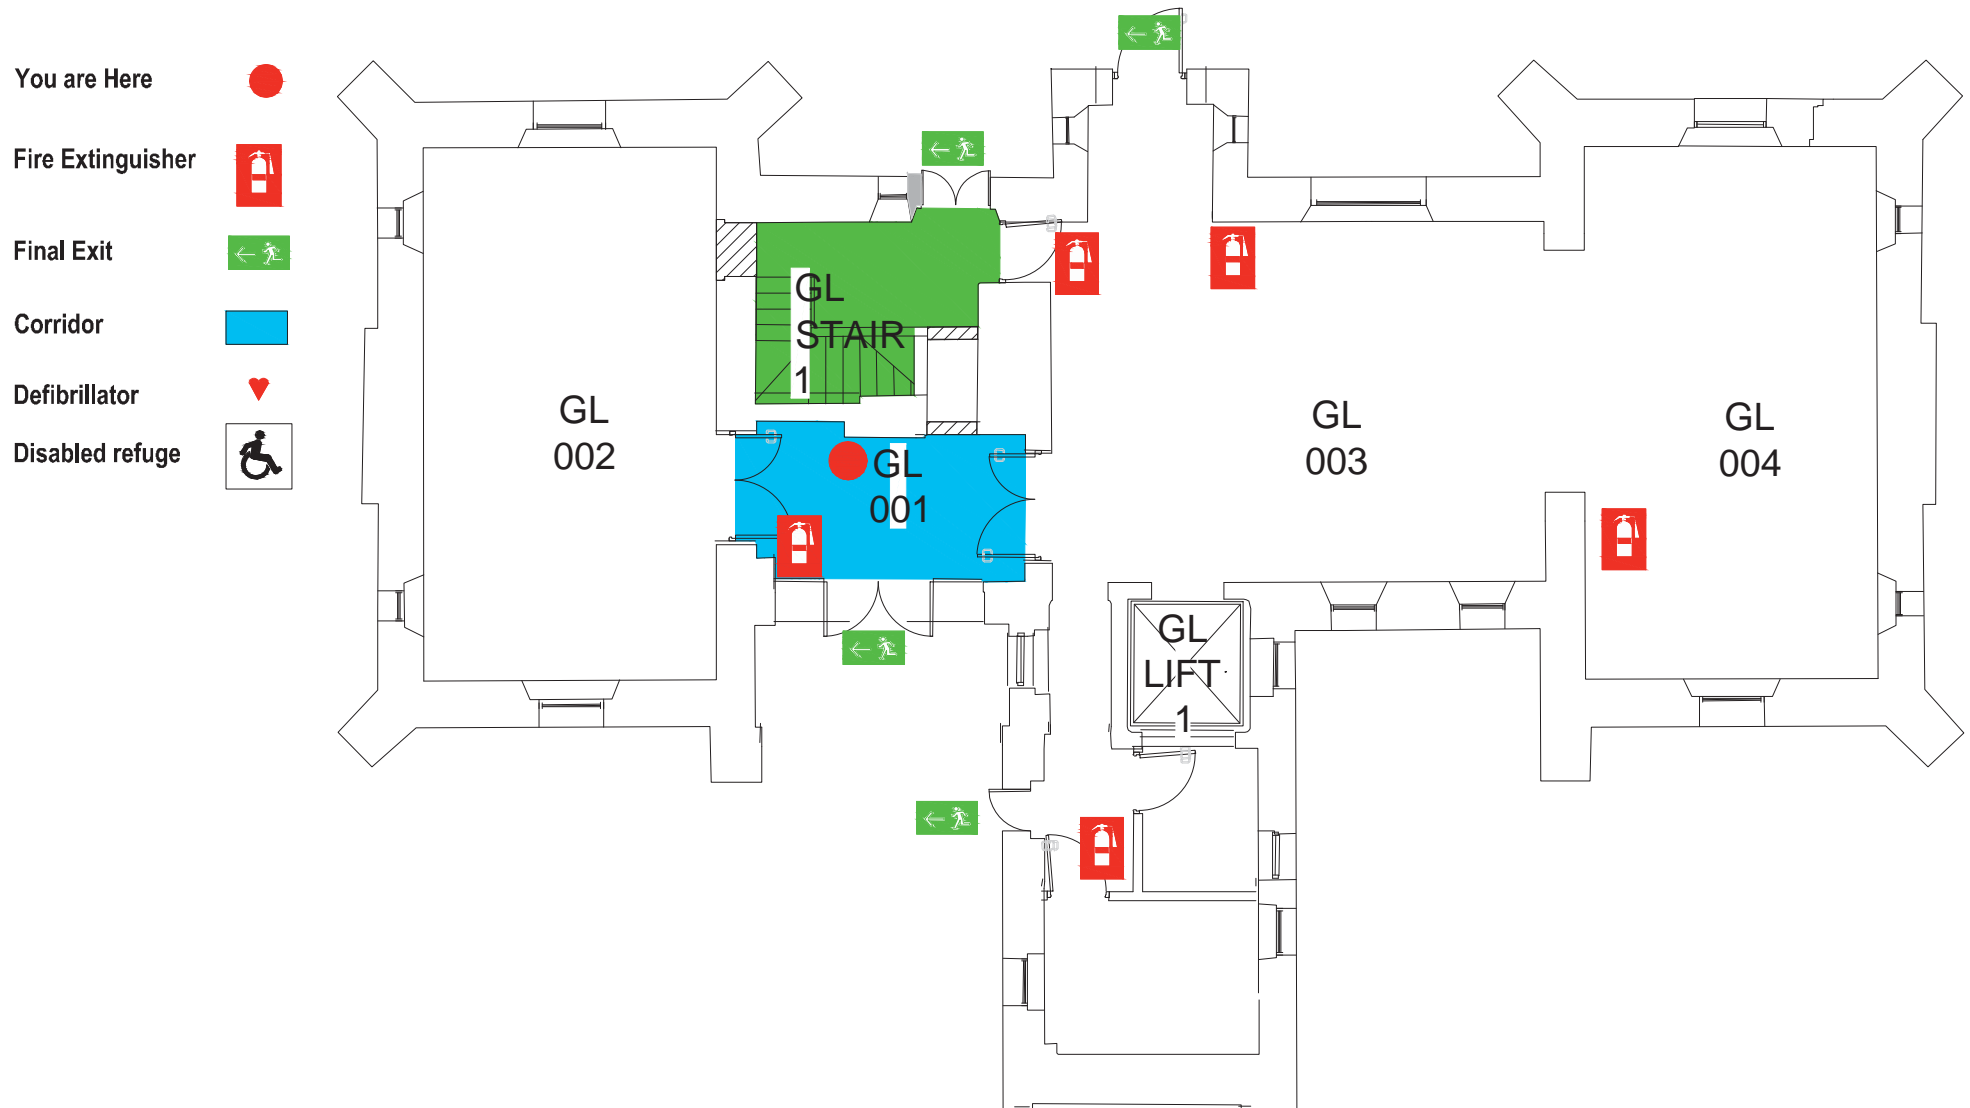 You are Here
Fire Extinguisher
Final Exit
Corridor
Defibrillator
Disabled refuge
GL
STAIR
1
GL
002
GL
001
GL
003
GL
004
GL
LIFT
1